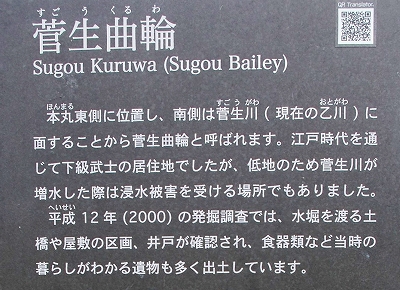 QR Translator.
すごうくるわ
菅生曲輪
Sugou Kuruwa (Sugou Bailey)
ほんまる すごうがわ おとがわ
本丸東側に位置し、南側は菅生川 ( 現在の乙川 ) に
面することから菅生曲輪と呼ばれます。江戸時代を通
じて下級武士の居住地でしたが、低地のため菅生川が
増水した際は浸水被害を受ける場所でもありました。
へいせい
平成 12 年 (2000) の発掘調査では、水堀を渡る土
橋や屋敷の区画、井戸が確認され、食器類など当時の
暮らしがわかる遺物も多く出土しています。